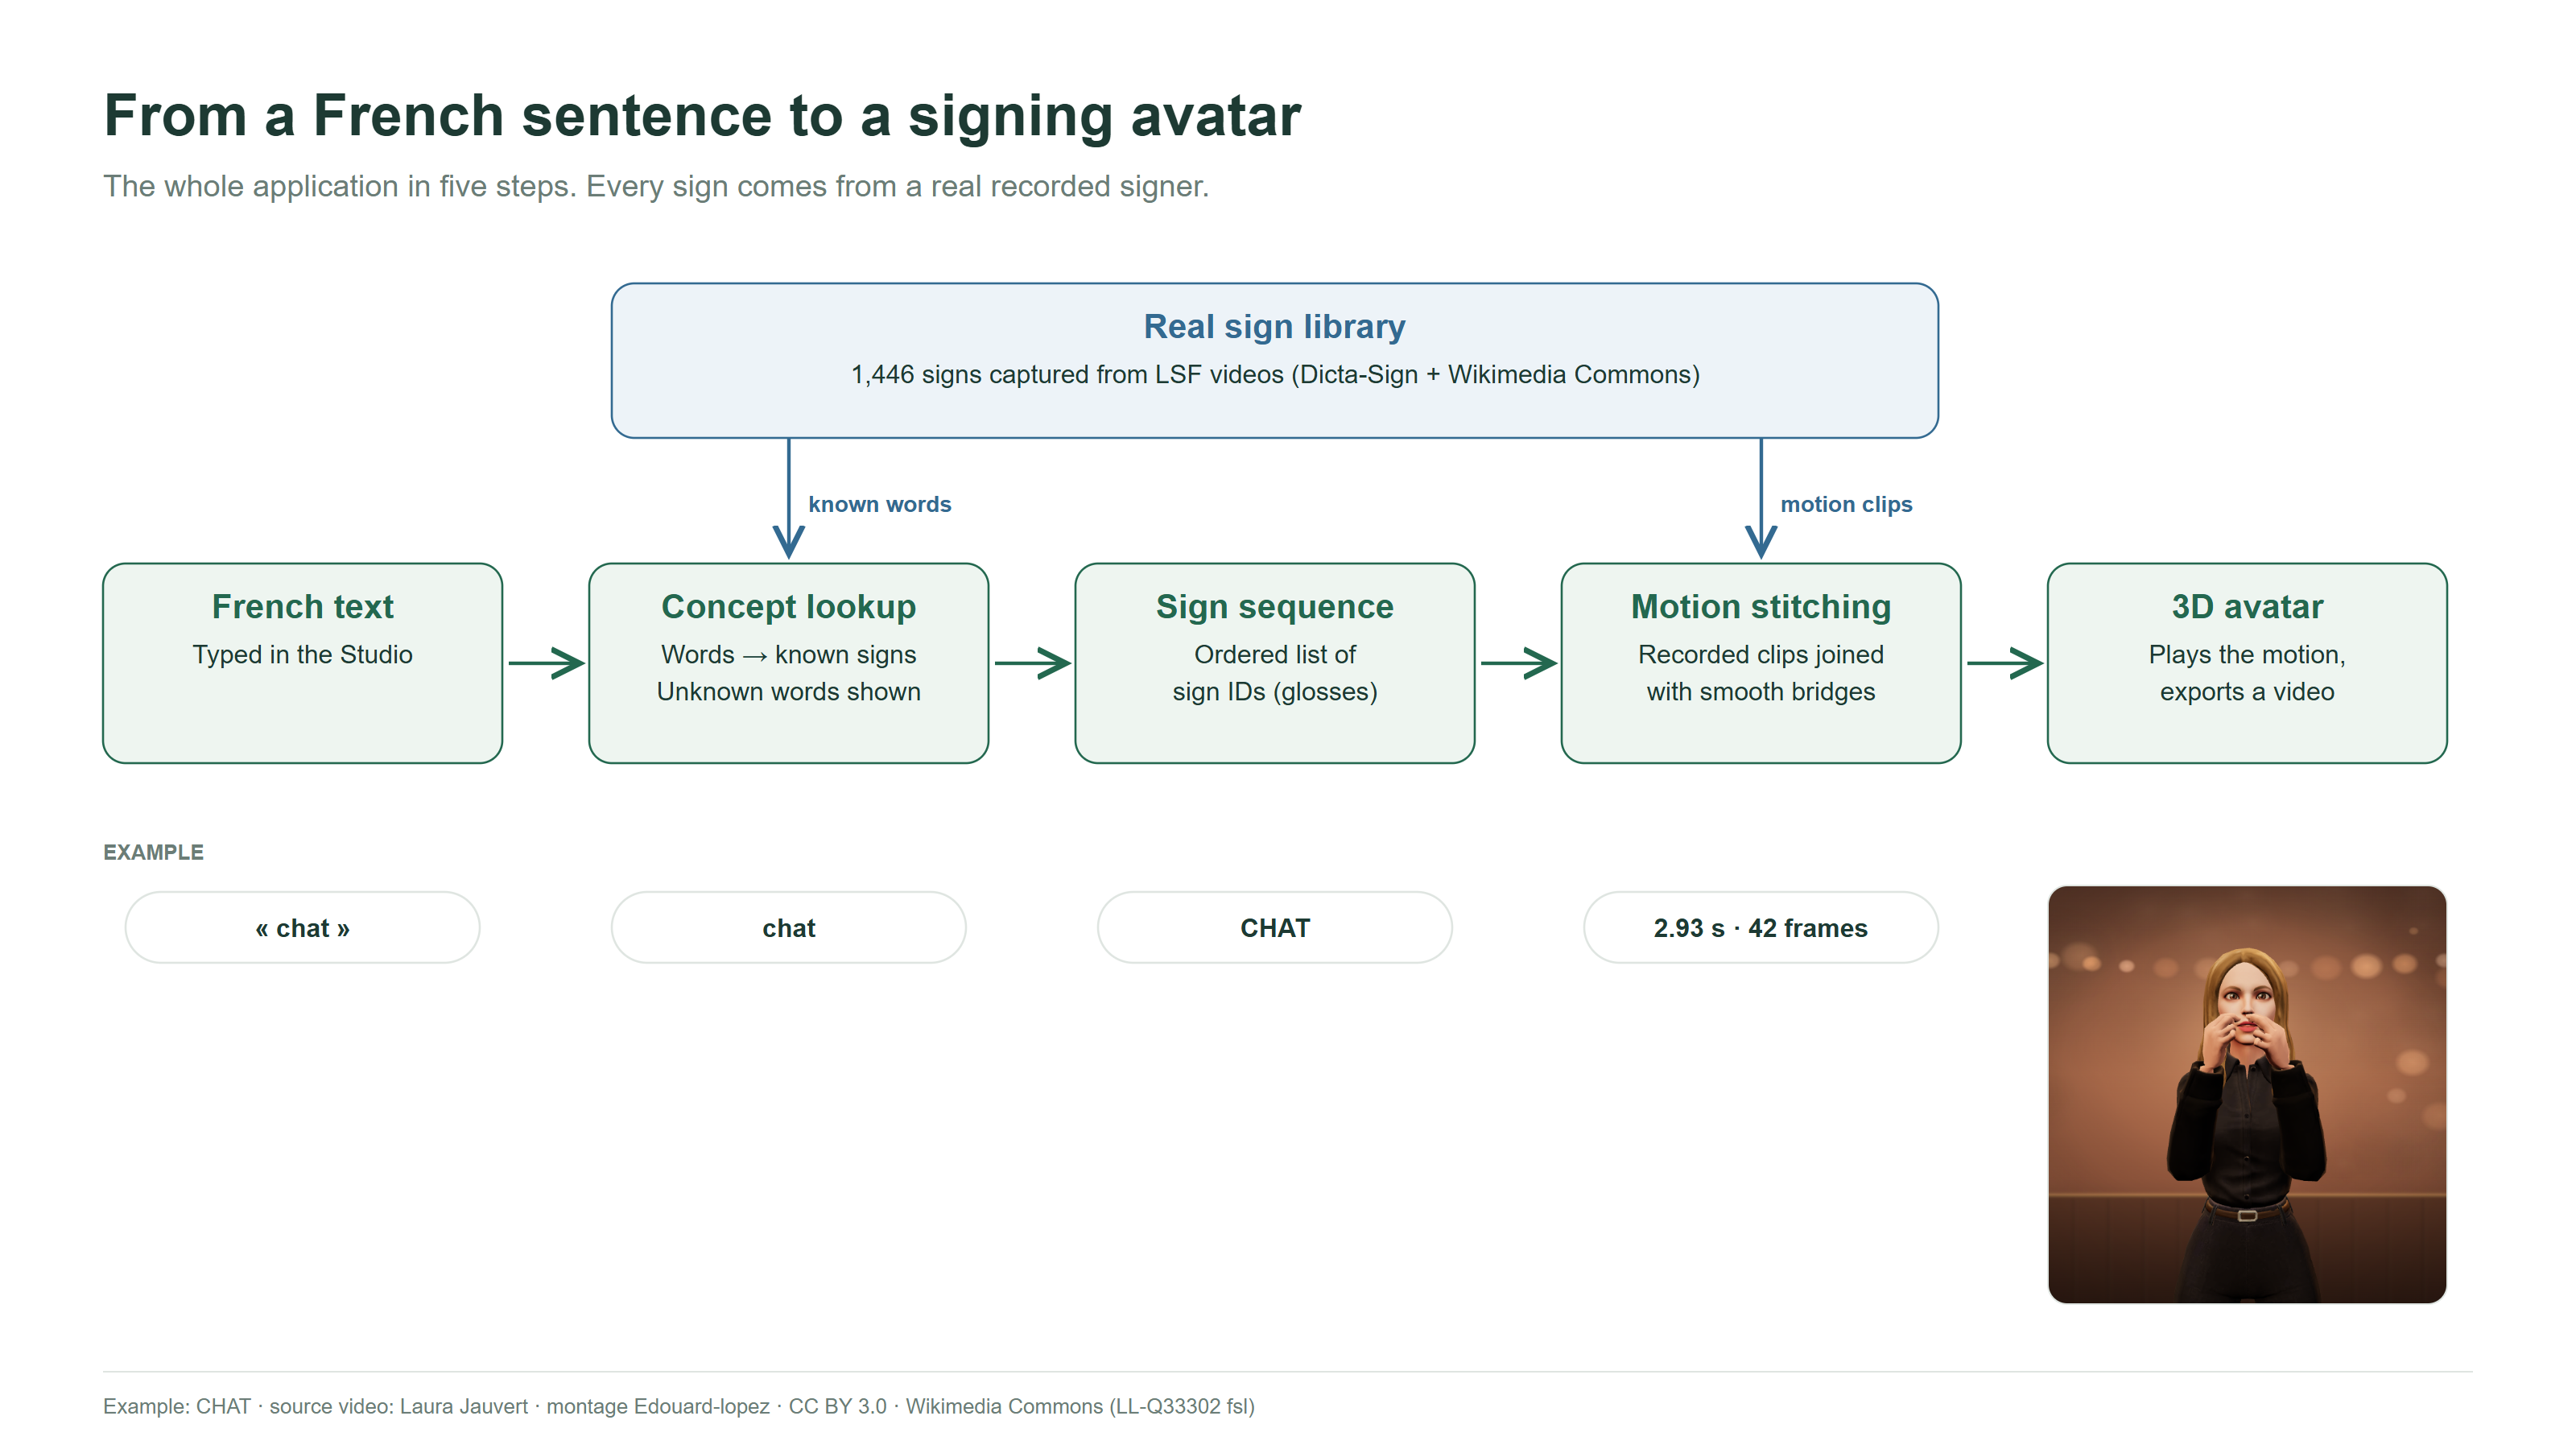 From a French sentence to a signing avatar
The whole application in five steps. Every sign comes from a real recorded signer.
Real sign library
1,446 signs captured from LSF videos (Dicta-Sign + Wikimedia Commons)
known words
motion clips
French text
Typed in the Studio
Concept lookup
Words → known signs
Unknown words shown
Sign sequence
Ordered list of
sign IDs (glosses)
Motion stitching
Recorded clips joined
with smooth bridges
3D avatar
Plays the motion,
exports a video
EXAMPLE
« chat »
chat
CHAT
2.93 s · 42 frames
Example: CHAT · source video: Laura Jauvert · montage Edouard-lopez · CC BY 3.0 · Wikimedia Commons (LL-Q33302 fsl)